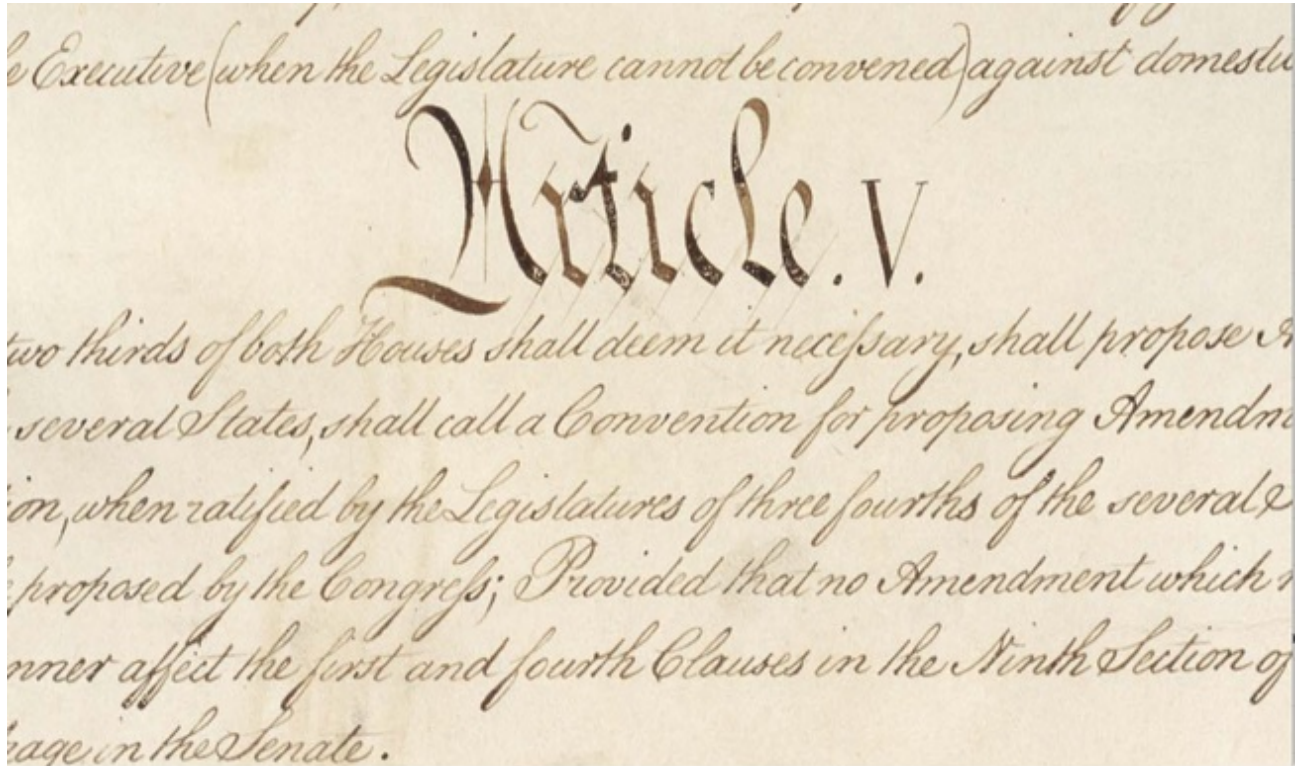 e Executive (when the Legislature cannot be convened) against domestic
Article. V.
two thirds of both Houses shall deem it necessary, shall propose A
several States, shall call a Convention for proposing Amendm
ion, when ratified by the Legislatures of three fourths of the several S
e proposed by the Congress; Provided that no Amendment which m
nner affect the first and fourth Clauses in the Ninth Section of
rage in the Senate.